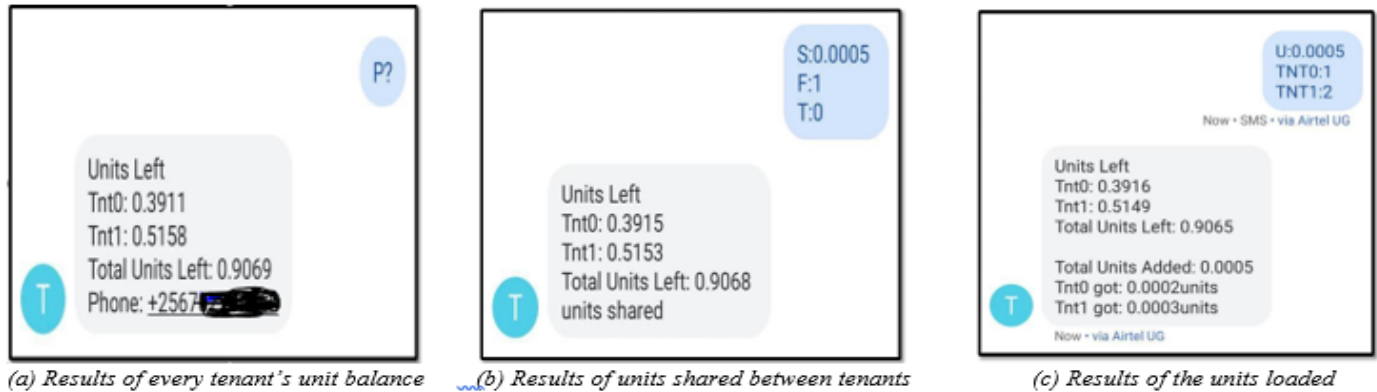 P?
Units Left
Tnt0: 0.3911
Tnt1: 0.5158
Total Units Left: 0.9069
Phone: +2567
T
(a) Results of every tenant's unit balance
S:0.0005
F:1
T:0
Units Left
Tnt0: 0.3915
Tnt1: 0.5153
Total Units Left: 0.9068
units shared
T
(b) Results of units shared between tenants
U:0.0005
TNT0:1
TNT1:2
Now • SMS • via Airtel UG
Units Left
Tnt0: 0.3916
Tnt1: 0.5149
Total Units Left: 0.9065
Total Units Added: 0.0005
Tnt0 got: 0.0002units
Tnt1 got: 0.0003units
T
Now • via Airtel UG
(c) Results of the units loaded